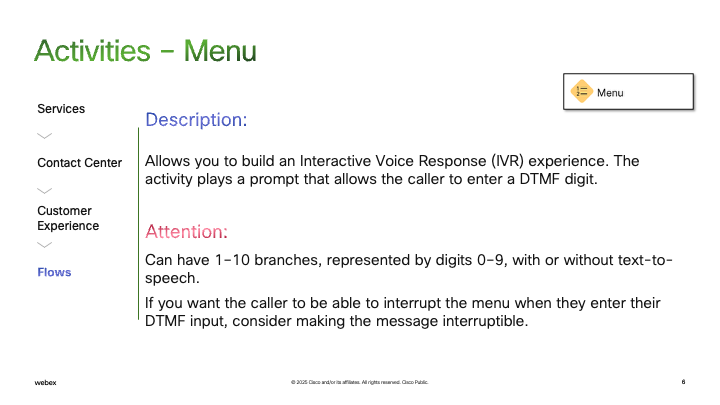 Activities – Menu
1
2
Menu
Services
Contact Center
Customer
Experience
Flows
Description:
Allows you to build an Interactive Voice Response (IVR) experience. The
activity plays a prompt that allows the caller to enter a DTMF digit.
Attention:
Can have 1–10 branches, represented by digits 0–9, with or without text-to-
speech.
If you want the caller to be able to interrupt the menu when they enter their
DTMF input, consider making the message interruptible.
webex
© 2025 Cisco and/or its affiliates. All rights reserved. Cisco Public.
6